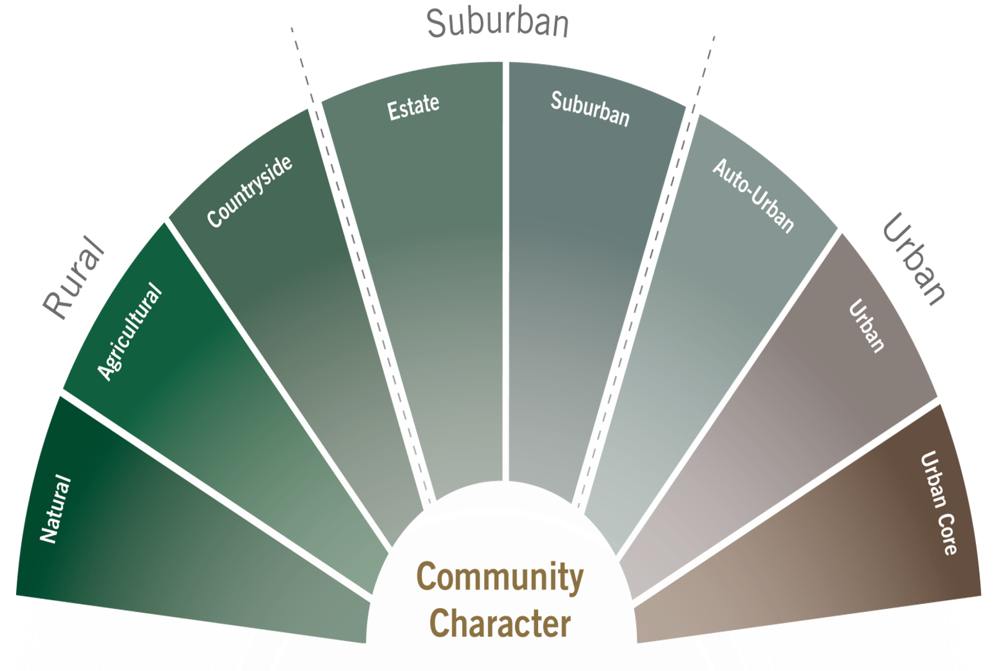 Suburban
Rural
Urban
Natural
Agricultural
Countryside
Estate
Suburban
Auto-Urban
Urban
Urban Core
Community
Character